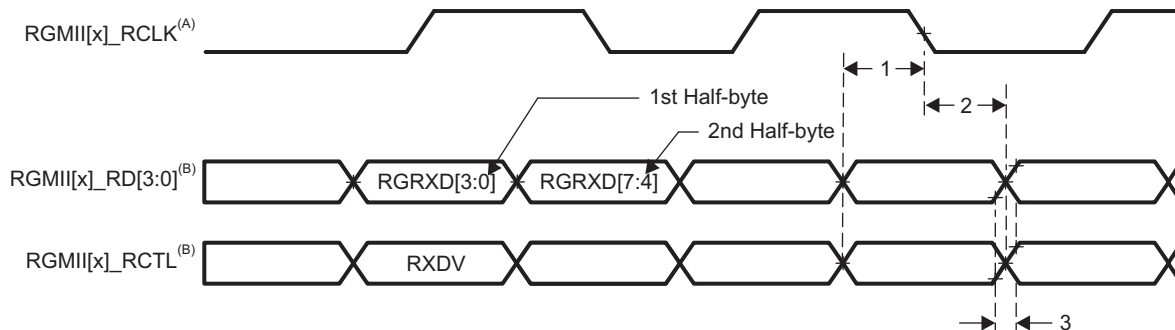 RGMII[x]_RCLK(A)
1
1st Half-byte
2
2nd Half-byte
RGMII[x]_RD[3:0](B)
RGRXD[3:0]
RGRXD[7:4]
RGMII[x]_RCTL(B)
RXDV
3